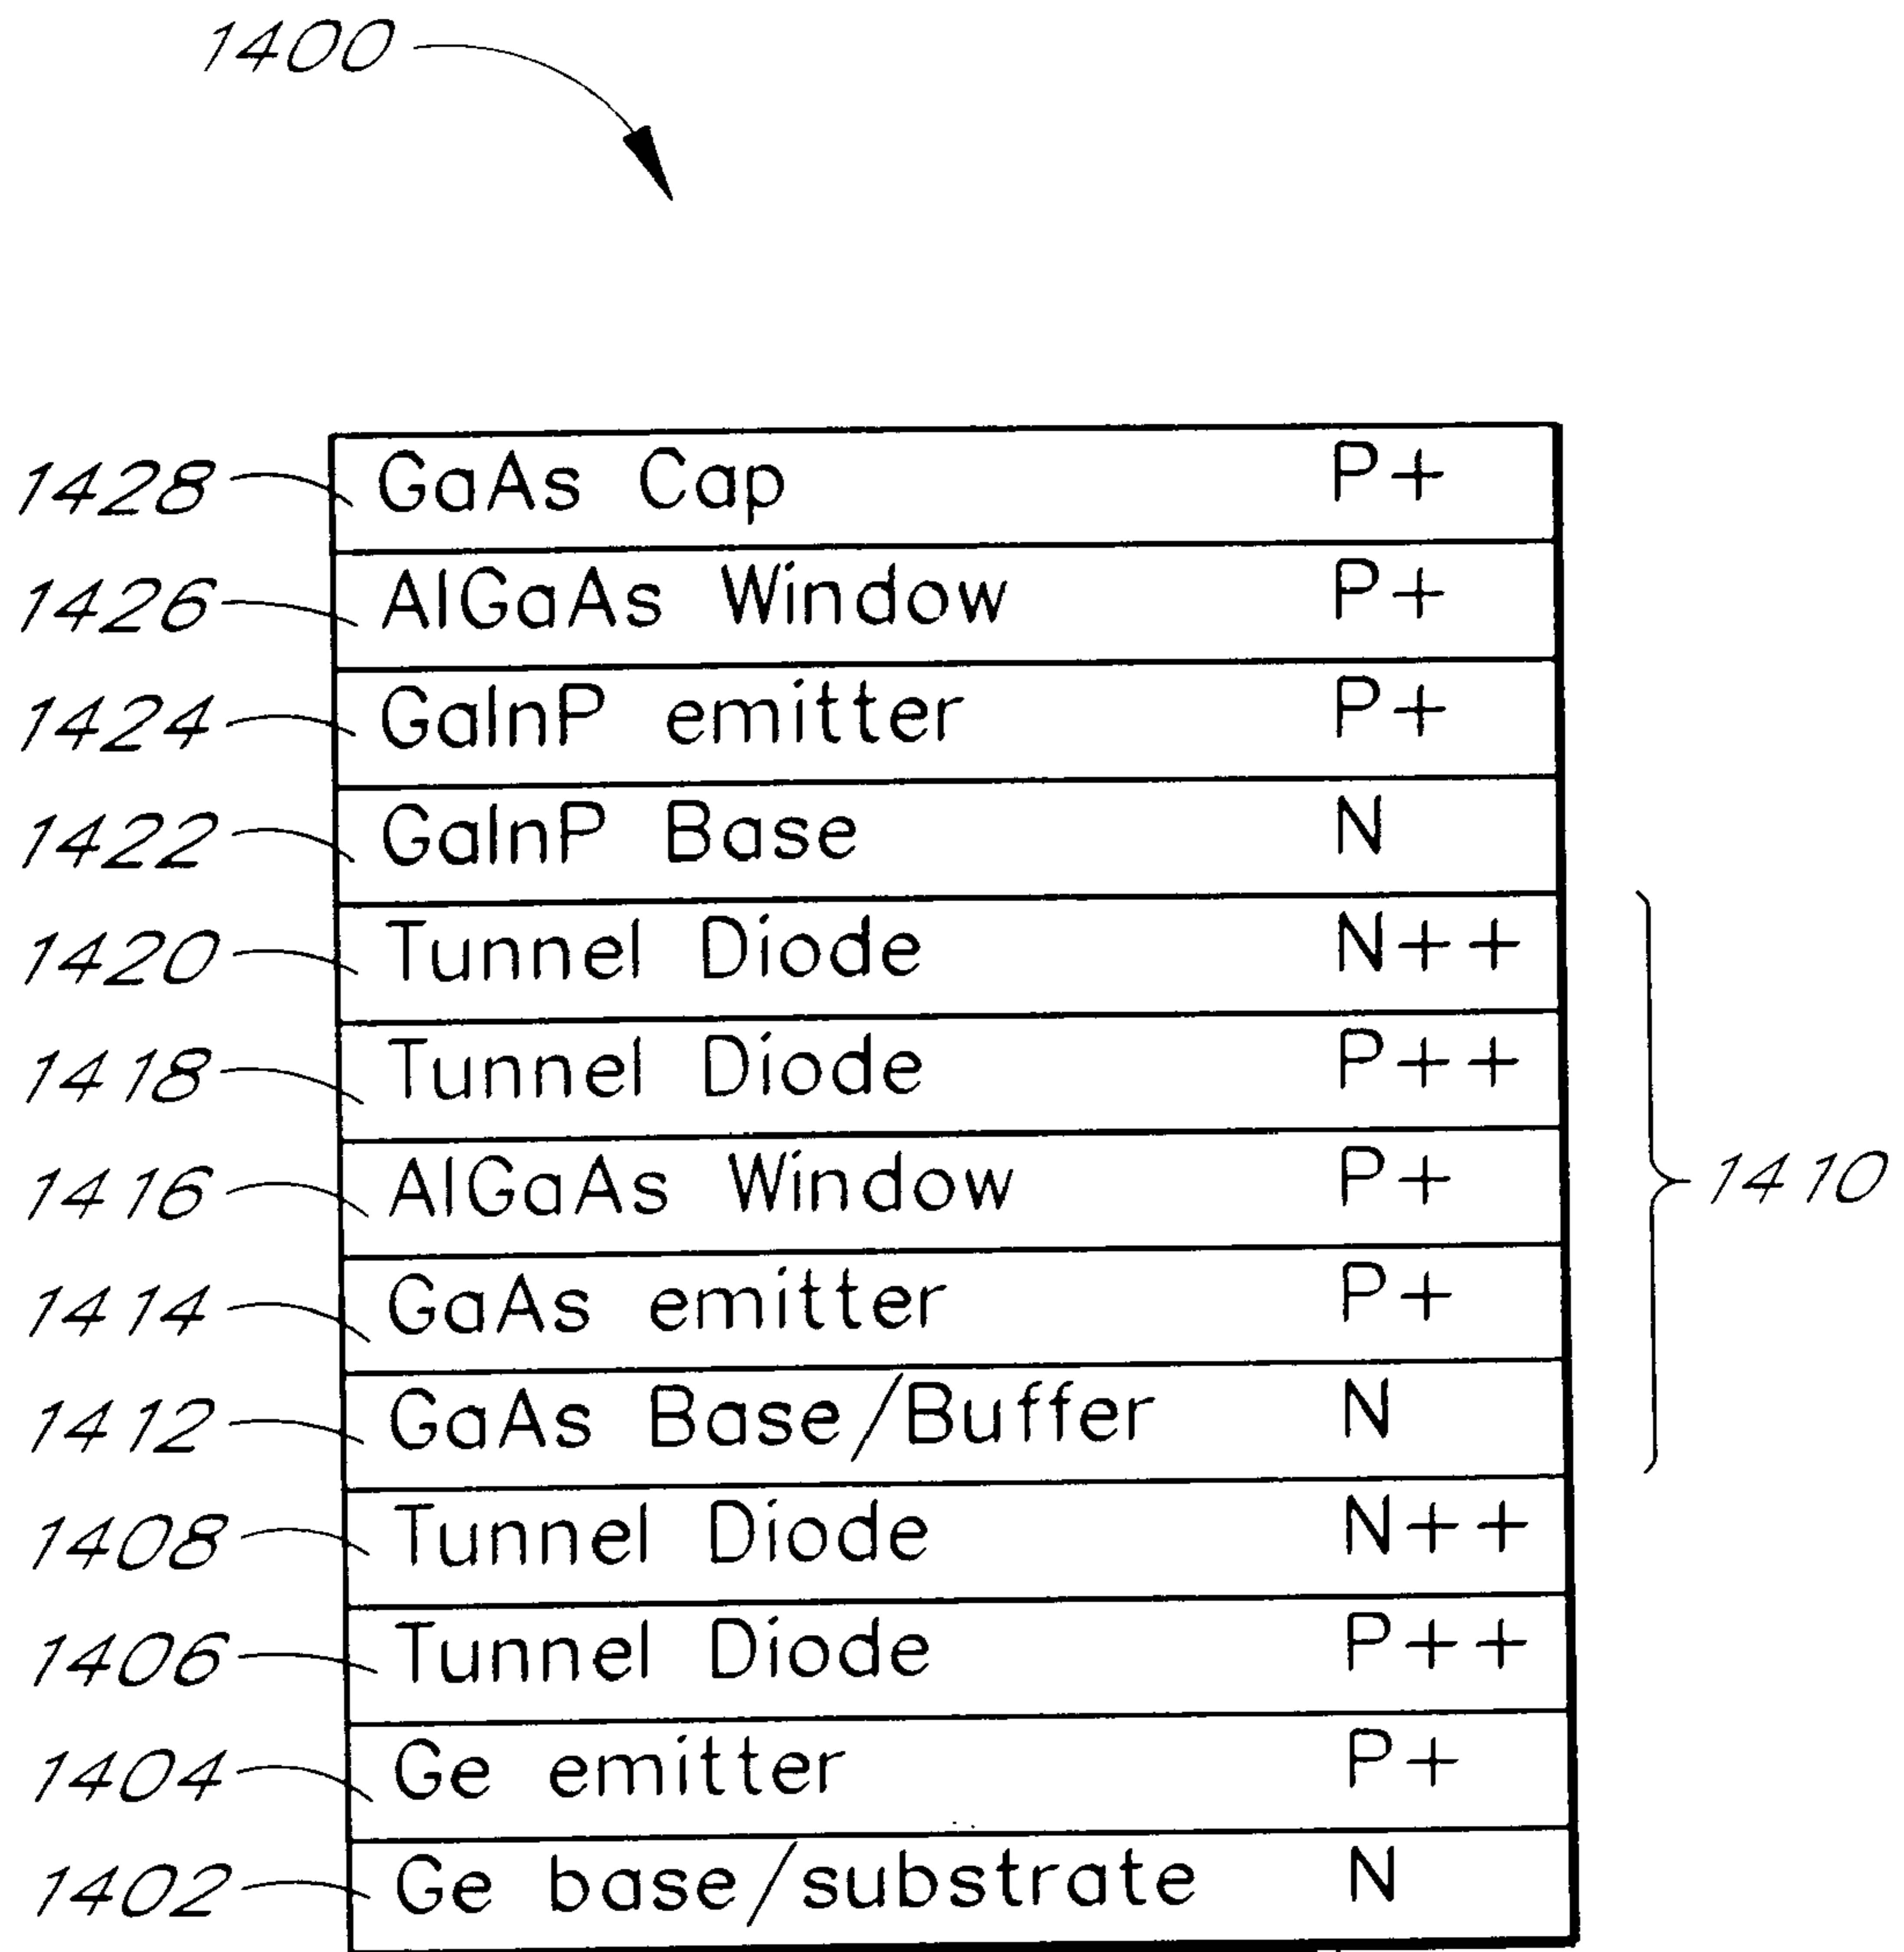 1400
1428 GaAs Cap P+
1426 AlGaAs Window P+
1424 GaInP emitter P+
1422 GaInP Base N
1420 Tunnel Diode N++
1418 Tunnel Diode P++
1416 AlGaAs Window P+
1410
1414 GaAs emitter P+
1412 GaAs Base/Buffer N
1408 Tunnel Diode N++
1406 Tunnel Diode P++
1404 Ge emitter P+
1402 Ge base/substrate N